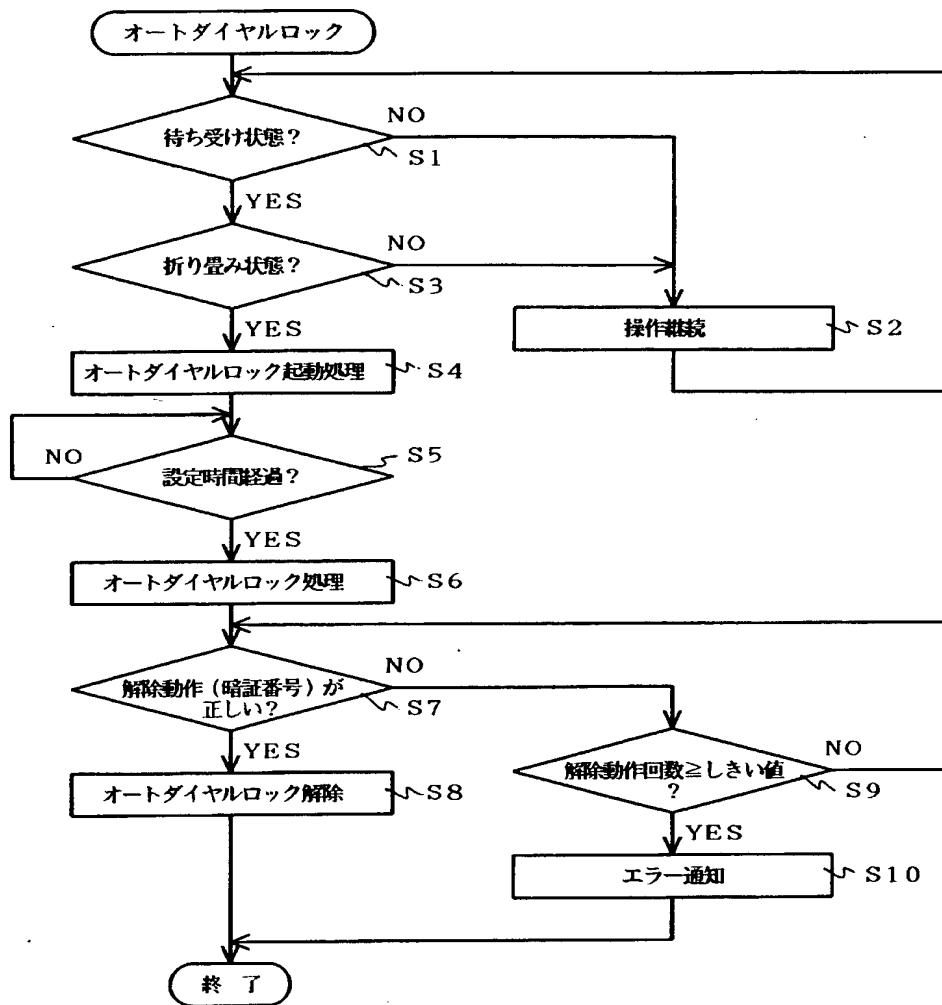 オートダイヤルロック
待ち受け状態？
NO
S1
YES
折り畳み状態？
NO
S3
YES
操作継続
S2
オートダイヤルロック起動処理
S4
設定時間経過？
S5
NO
YES
オートダイヤルロック処理
S6
解除動作（暗証番号）が
正しい？
NO
S7
YES
解除動作回数≧しきい値
？
NO
S9
YES
オートダイヤルロック解除
S8
エラー通知
S10
終 了